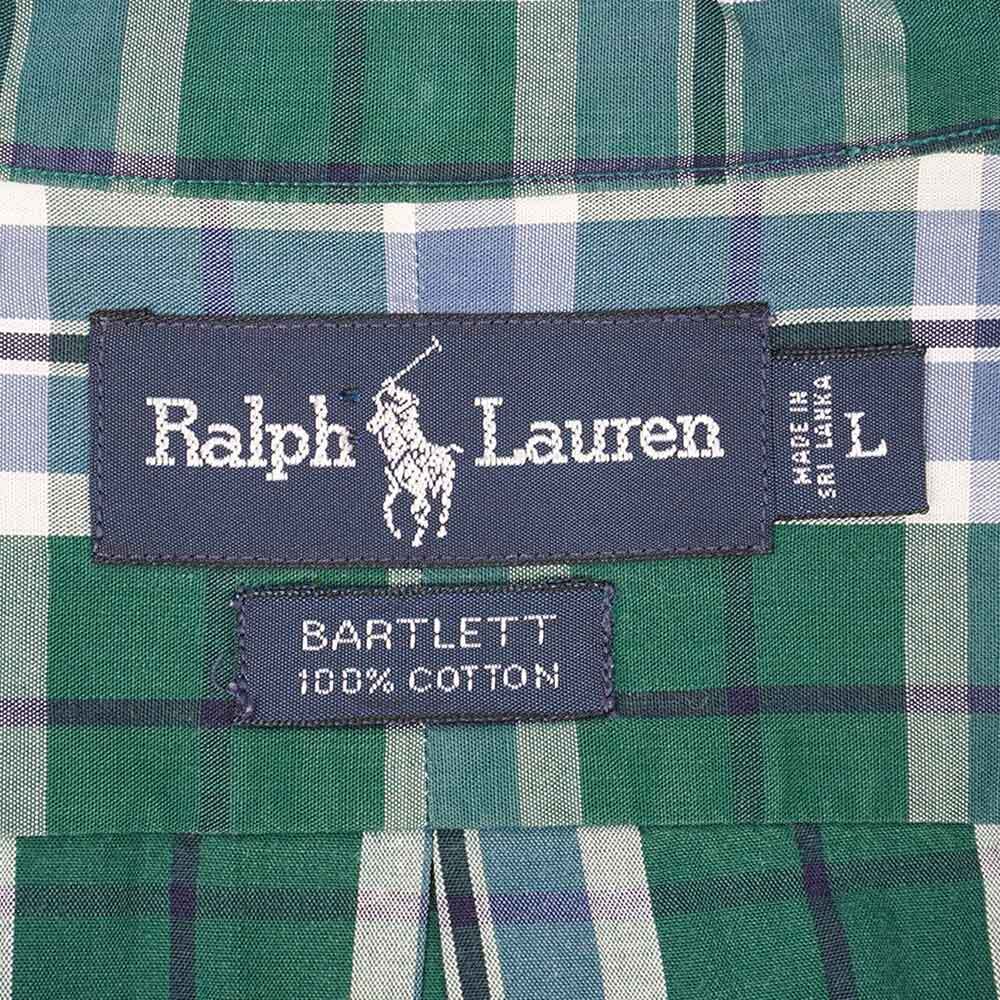 Ralph Lauren
MADE IN
SRI LANKA
L
BARTLETT
100% COTTON